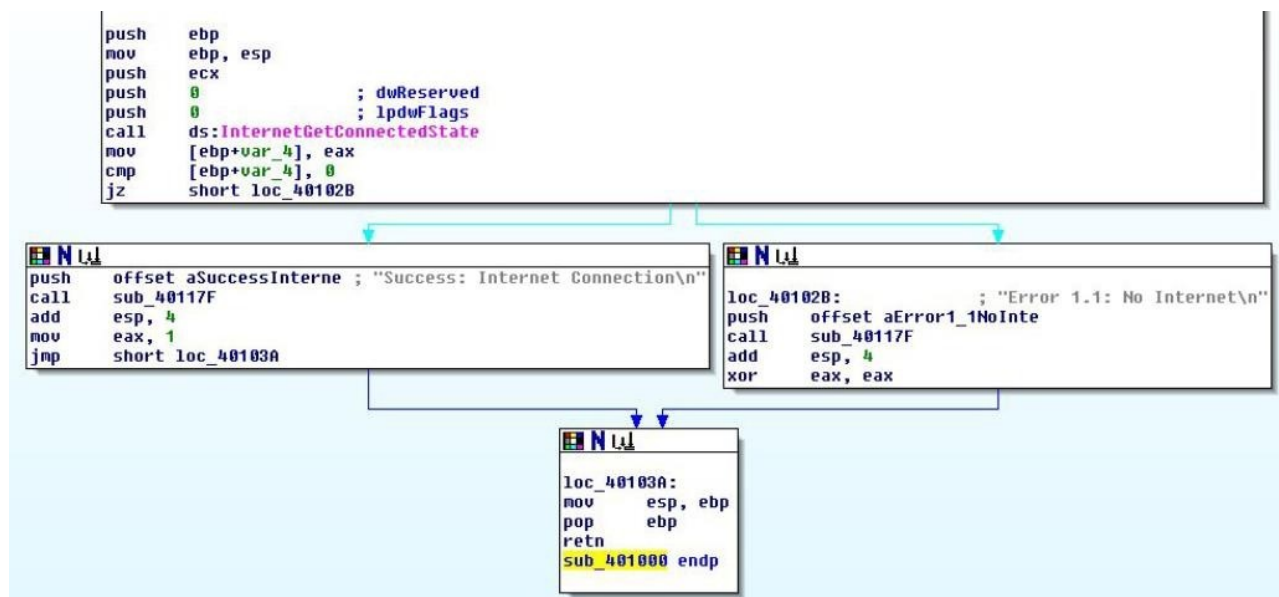 push ebp
mov ebp, esp
push ecx
push 0 ; dwReserved
push 0 ; lpdwFlags
call ds:InternetGetConnectedState
mov [ebp+var_4], eax
cmp [ebp+var_4], 0
jz short loc_40102B
push offset aSuccessInterne ; "Success: Internet Connection\n"
call sub_40117F
add esp, 4
mov eax, 1
jmp short loc_40103A
loc_40102B: ; "Error 1.1: No Internet\n"
push offset aError1_1NoInte
call sub_40117F
add esp, 4
xor eax, eax
loc_40103A:
mov esp, ebp
pop ebp
retn
sub_401000 endp